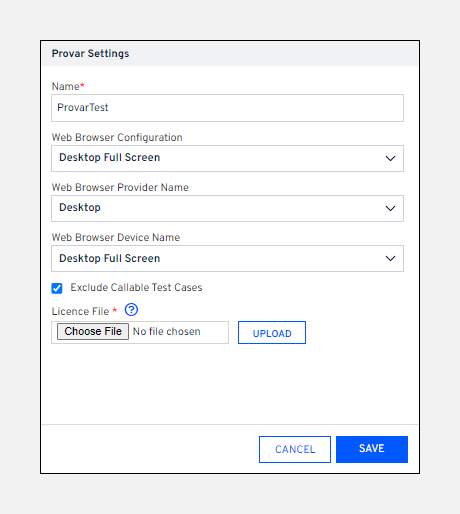 Provar Settings
Name*
ProvarTest
Web Browser Configuration
Desktop Full Screen
Web Browser Provider Name
Desktop
Web Browser Device Name
Desktop Full Screen
Exclude Callable Test Cases
Licence File * ?
Choose File No file chosen UPLOAD
CANCEL SAVE